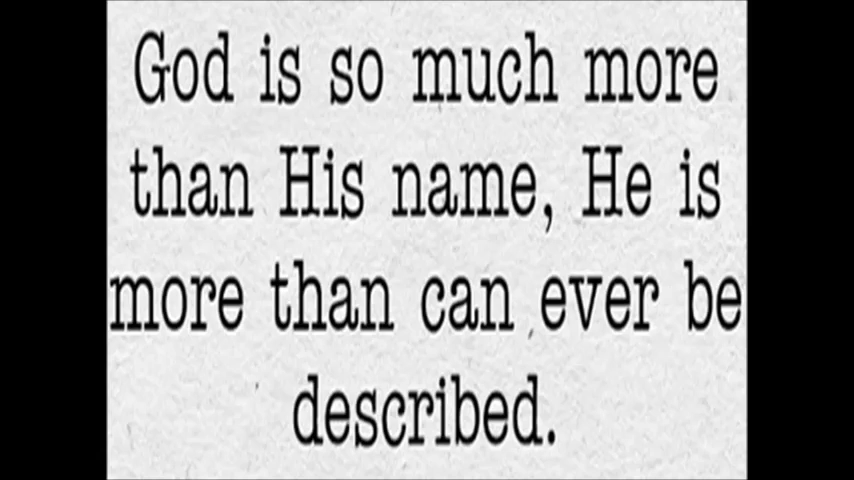 God is so much more
than His name, He is
more than can ever be
described.